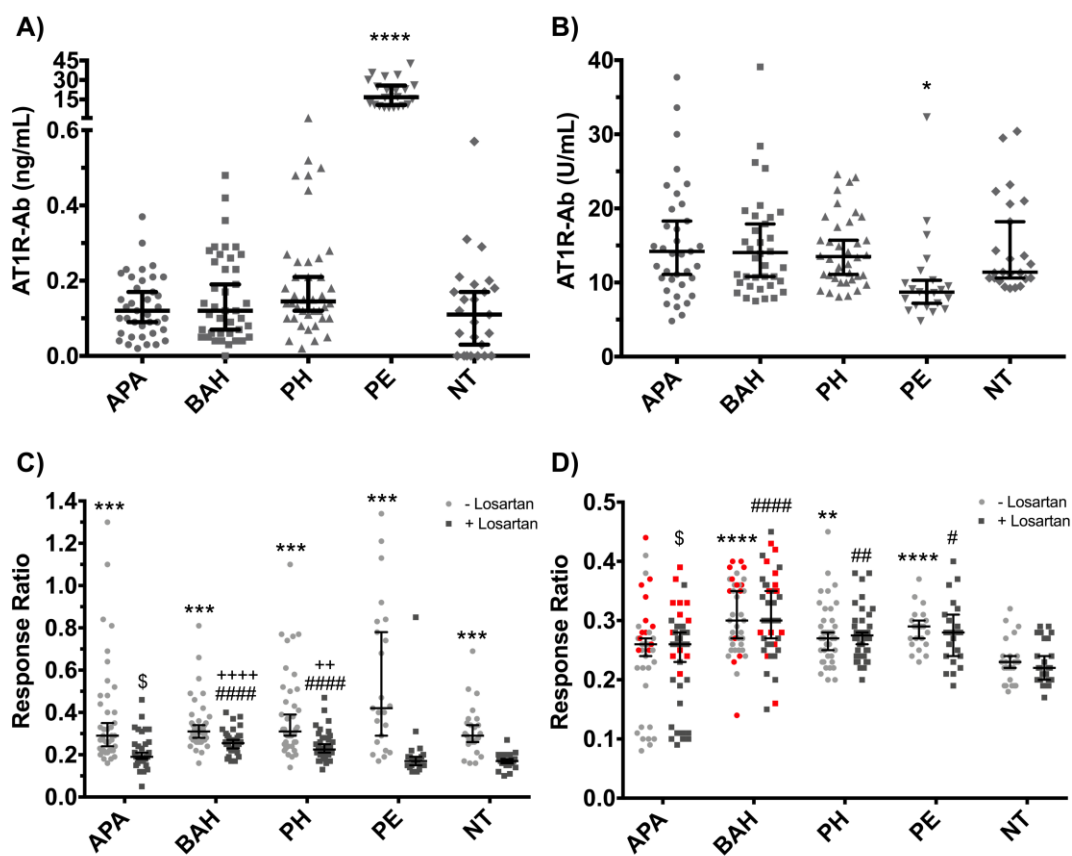 A)
****
45
30
15
0.6
0.4
0.2
0.0
AT1R-Ab (ng/mL)
APA
BAH
PH
PE
NT
B)
*
40
30
20
10
0
AT1R-Ab (U/mL)
APA
BAH
PH
PE
NT
C)
- Losartan
+ Losartan
1.4
1.2
1.0
0.8
0.6
0.4
0.2
0.0
Response Ratio
***
$
***
++++
####
***
++
####
***
***
APA
BAH
PH
PE
NT
D)
- Losartan
+ Losartan
0.5
0.4
0.3
0.2
0.1
0.0
Response Ratio
$
****
####
**
##
****
#
APA
BAH
PH
PE
NT